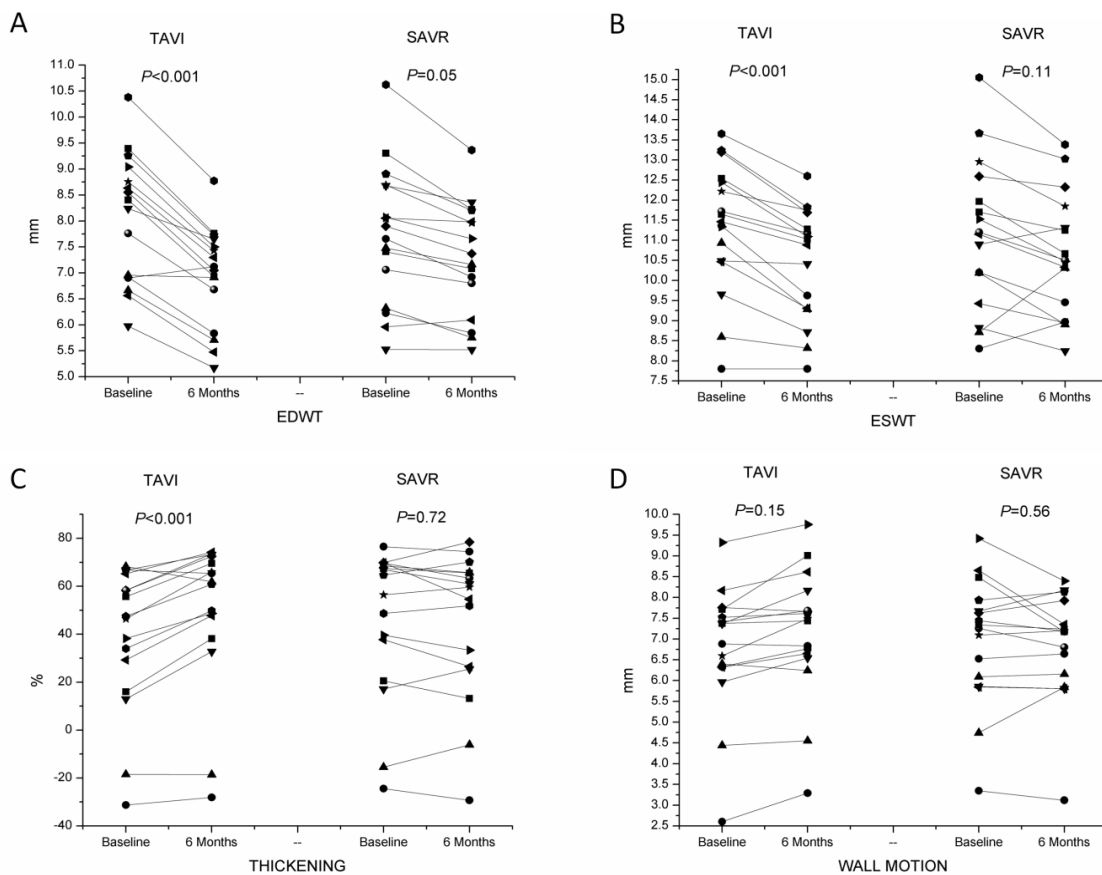 A
TAVI
SAVR
P<0.001
P=0.05
11.0
10.5
10.0
9.5
9.0
8.5
8.0
7.5
7.0
6.5
6.0
5.5
5.0
mm
Baseline
6 Months
--
Baseline
6 Months
EDWT
B
TAVI
SAVR
P<0.001
P=0.11
15.0
14.5
14.0
13.5
13.0
12.5
12.0
11.5
11.0
10.5
10.0
9.5
9.0
8.5
8.0
7.5
mm
Baseline
6 Months
--
Baseline
6 Months
ESWT
C
TAVI
SAVR
P<0.001
P=0.72
80
60
40
20
0
-20
-40
%
Baseline
6 Months
--
Baseline
6 Months
THICKENING
D
TAVI
SAVR
P=0.15
P=0.56
10.0
9.5
9.0
8.5
8.0
7.5
7.0
6.5
6.0
5.5
5.0
4.5
4.0
3.5
3.0
2.5
mm
Baseline
6 Months
--
Baseline
6 Months
WALL MOTION